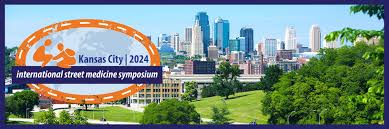 Kansas City | 2024
international street medicine symposium